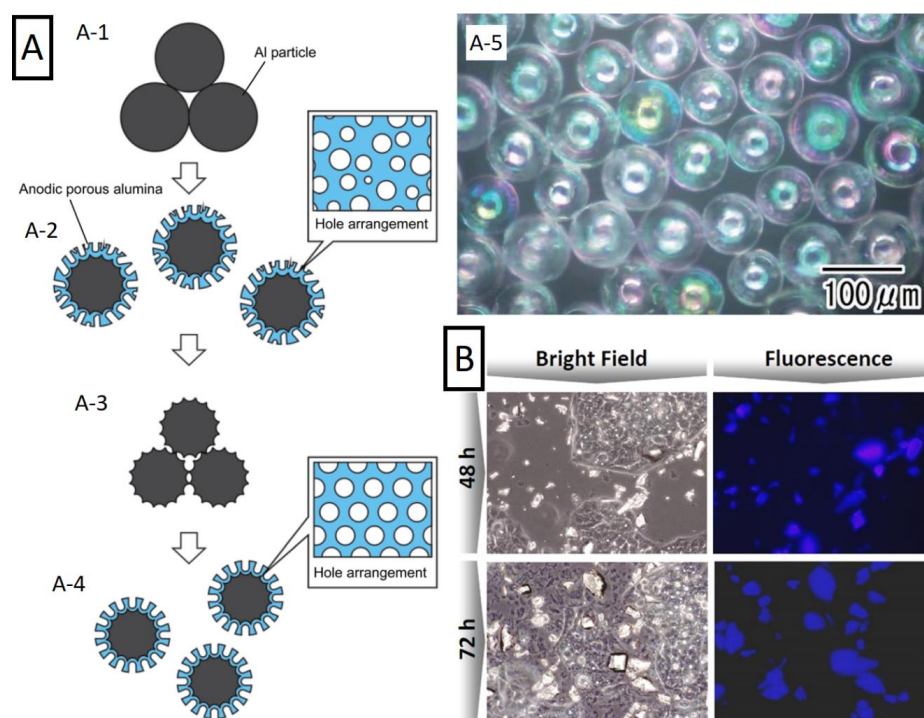 A
A-1
Al particle
Anodic porous alumina
A-2
Hole arrangement
A-3
A-4
Hole arrangement
A-5
100 μm
B
Bright Field
Fluorescence
48 h
72 h